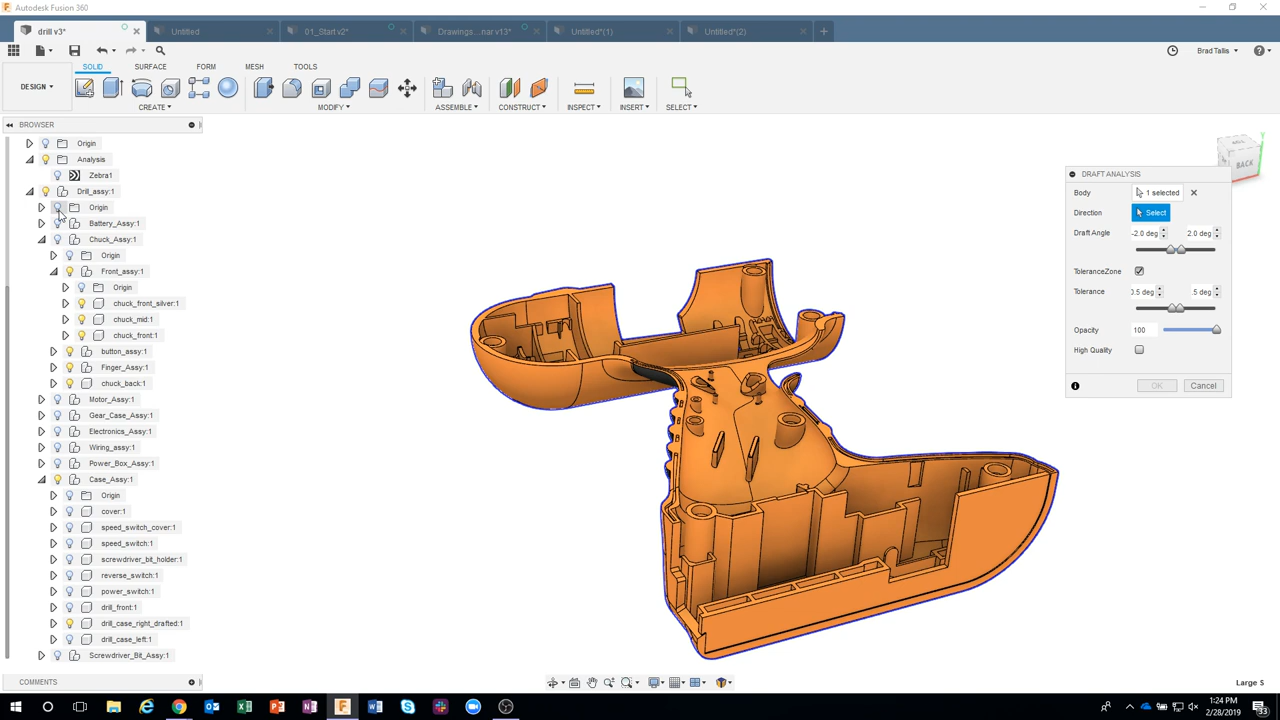 Autodesk Fusion 360
drill v3*
Untitled
01_Start v2*
Drawings...nar v13*
Untitled*(1)
Untitled*(2)
Brad Tallis
DESIGN
SOLID
SURFACE
FORM
MESH
TOOLS
CREATE
MODIFY
ASSEMBLE
CONSTRUCT
INSPECT
INSERT
SELECT
BROWSER
Origin
Analysis
Zebra1
Drill_assy:1
Origin
Battery_Assy:1
Chuck_Assy:1
Origin
Front_assy:1
Origin
chuck_front_silver:1
chuck_mid:1
chuck_front:1
button_assy:1
Finger_Assy:1
chuck_back:1
Motor_Assy:1
Gear_Case_Assy:1
Electronics_Assy:1
Wiring_assy:1
Power_Box_Assy:1
Case_Assy:1
Origin
cover:1
speed_switch_cover:1
speed_switch:1
screwdriver_bit_holder:1
reverse_switch:1
power_switch:1
drill_front:1
drill_case_right_drafted:1
drill_case_left:1
Screwdriver_Bit_Assy:1
BACK
DRAFT ANALYSIS
Body 1 selected
Direction Select
Draft Angle -2.0 deg 2.0 deg
ToleranceZone
Tolerance 0.5 deg .5 deg
Opacity 100
High Quality
OK Cancel
COMMENTS
Large S
1:24 PM
2/28/2019
33